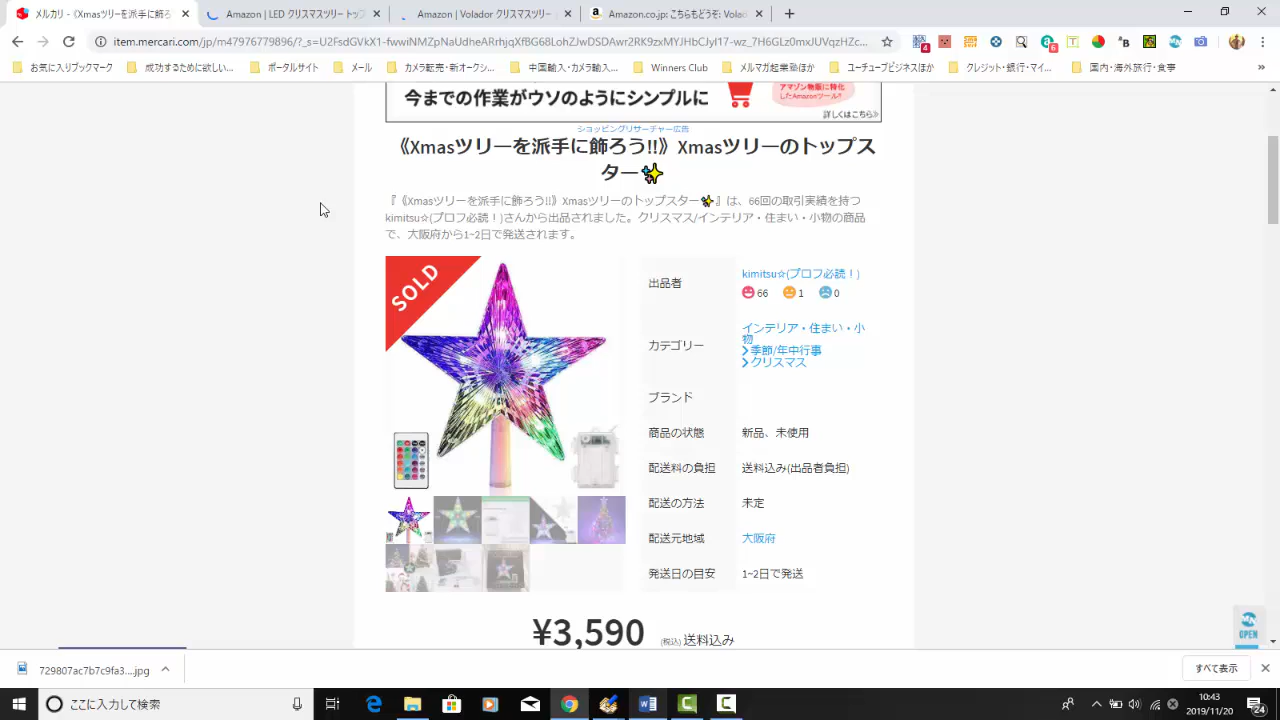 メルカリ - 《Xmasツリーを派手に飾ろ
Amazon | LED クリスマスツリー トップ
Amazon | Volador クリスマスツリー
Amazon.co.jp: こちらもどうぞ: Volad
item.mercari.com/jp/m47976779896/?_s=U2FsdGVkX1-fwwiNMZpNaUdheARrhjqXfBG68LohZJwDSDAwr2RK9zxMYJHbCJyI17-wz_7H6GLz0mxJUVqzHZc...
お気に入りブックマーク
成功するために欲しい...
ポータルサイト
メール
カメラ転売・新オークシ...
中国輸入・カメラ輸入...
Winners Club
メルマガ起業塾ほか
ユーチューブビジネスほか
クレジット・銀行・マイ...
国内・海外旅行・食事
今までの作業がウソのようにシンプルに
アマゾン物販に特化
したAmazonツール!!
詳しくはこちら≫
ショッピングリサーチャー広告
《Xmasツリーを派手に飾ろう!!》Xmasツリーのトップス
ター✨
『《Xmasツリーを派手に飾ろう!!》Xmasツリーのトップスター✨』は、66回の取引実績を持つ
kimitsu☆(プロフ必読！)さんから出品されました。クリスマス/インテリア・住まい・小物の商品
で、大阪府から1~2日で発送されます。
SOLD
出品者
kimitsu☆(プロフ必読！)
66 1 0
カテゴリー
インテリア・住まい・小
物
季節/年中行事
クリスマス
ブランド
商品の状態 新品、未使用
配送料の負担 送料込み(出品者負担)
配送の方法 未定
配送元地域 大阪府
発送日の目安 1~2日で発送
¥3,590 (税込) 送料込み
OPEN
729807ac7b7c9fa3....jpg
すべて表示
ここに入力して検索
10:43
2019/11/20
24